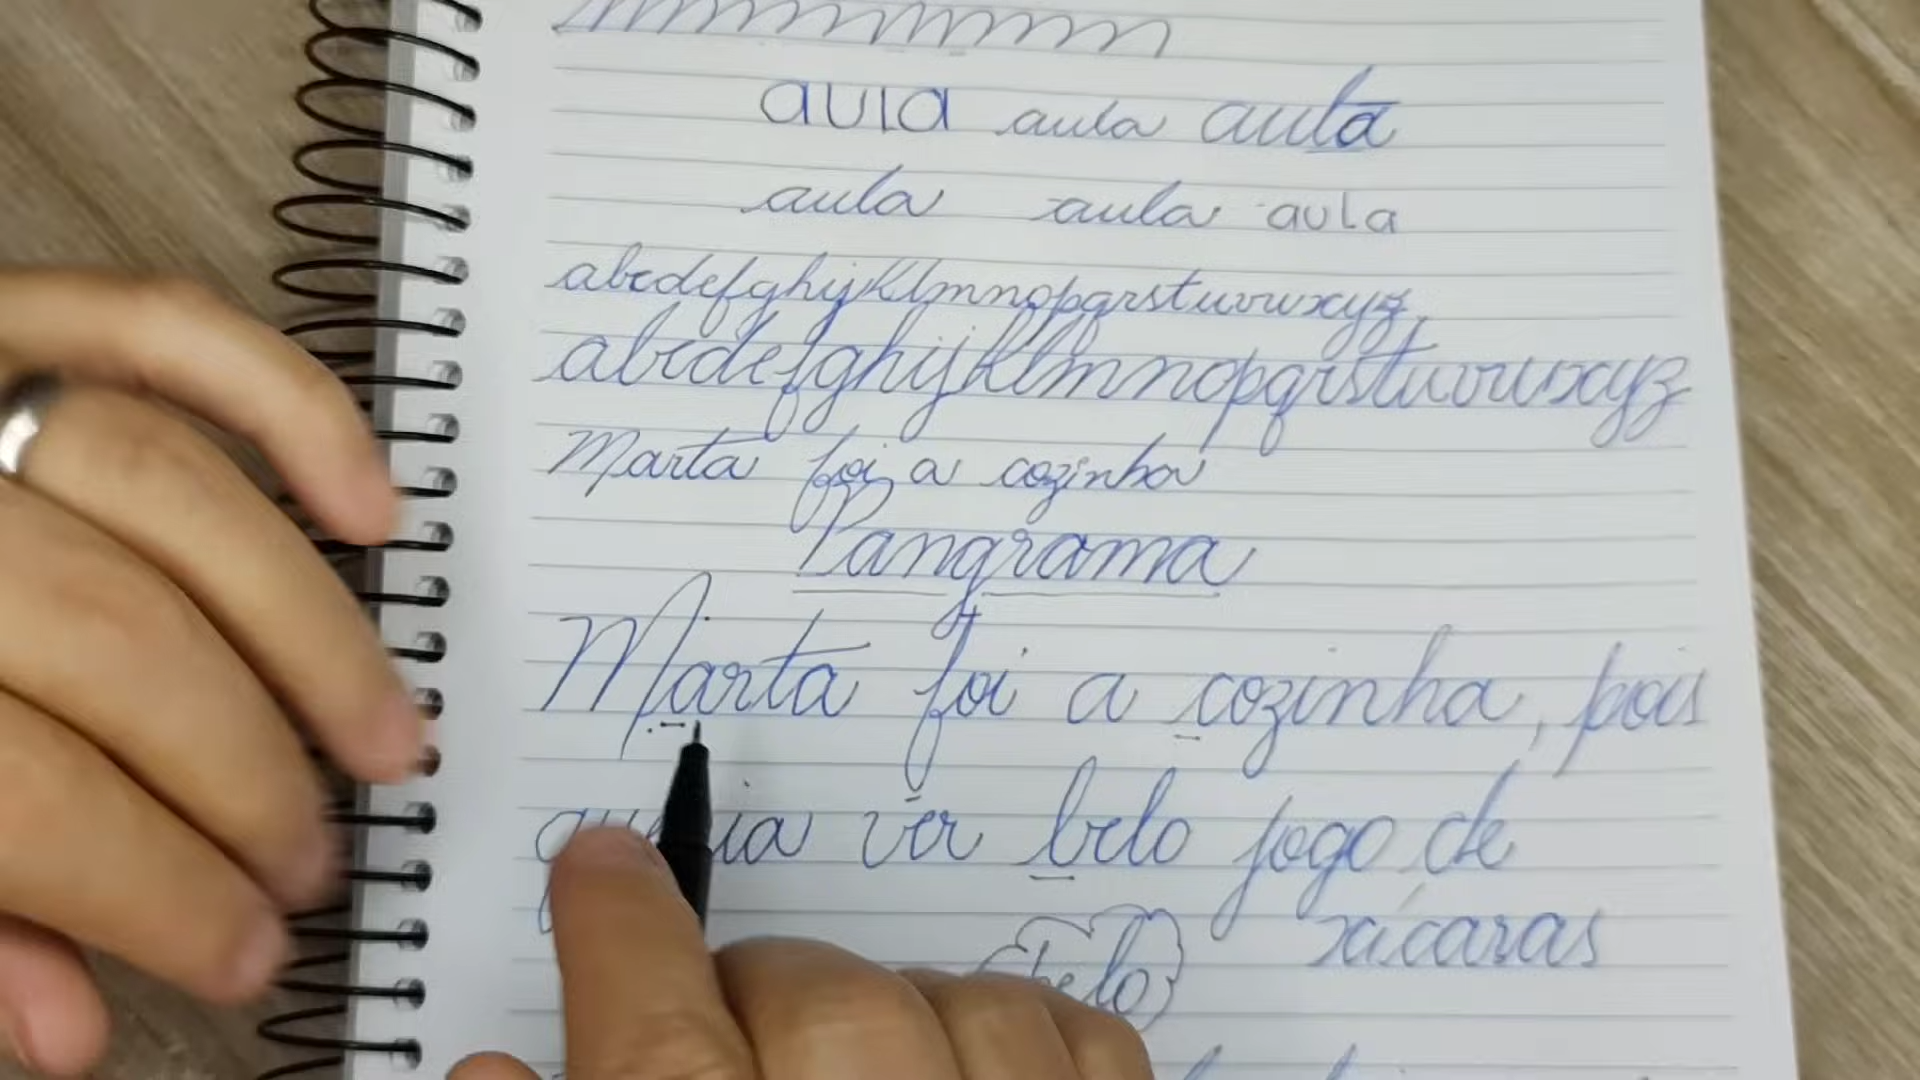 aula aula aula
aula aula aula
abcdefghijklmnopqrstuvwxyz
abcdefghijklmnopqrstuvwxyz
Marta foi a cozinha
Pangrama
Marta foi a cozinha, pois
ver belo jogo de
xícaras
belo